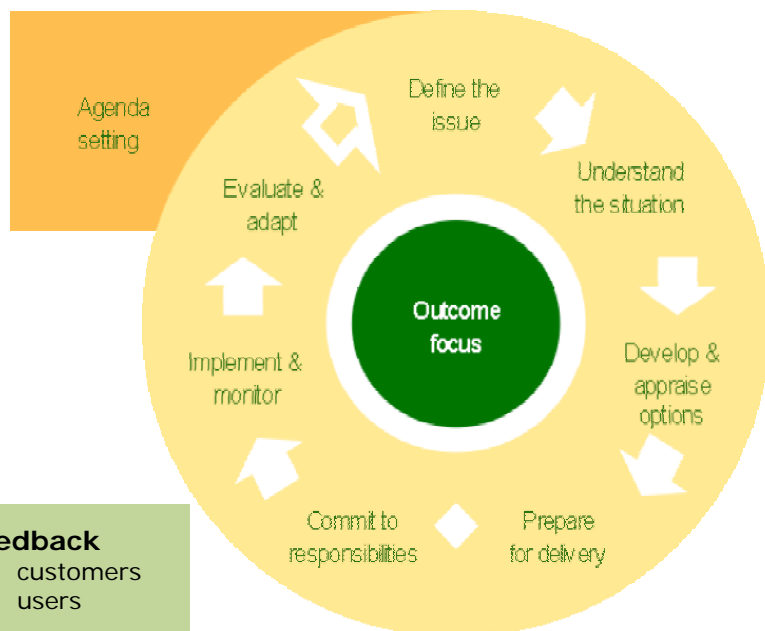 Agenda
setting
Define the
issue
Understand
the situation
Develop &
appraise
options
Prepare
for delivery
Commit to
responsibilities
Implement &
monitor
Evaluate &
adapt
Outcome
focus
edback
customers
users